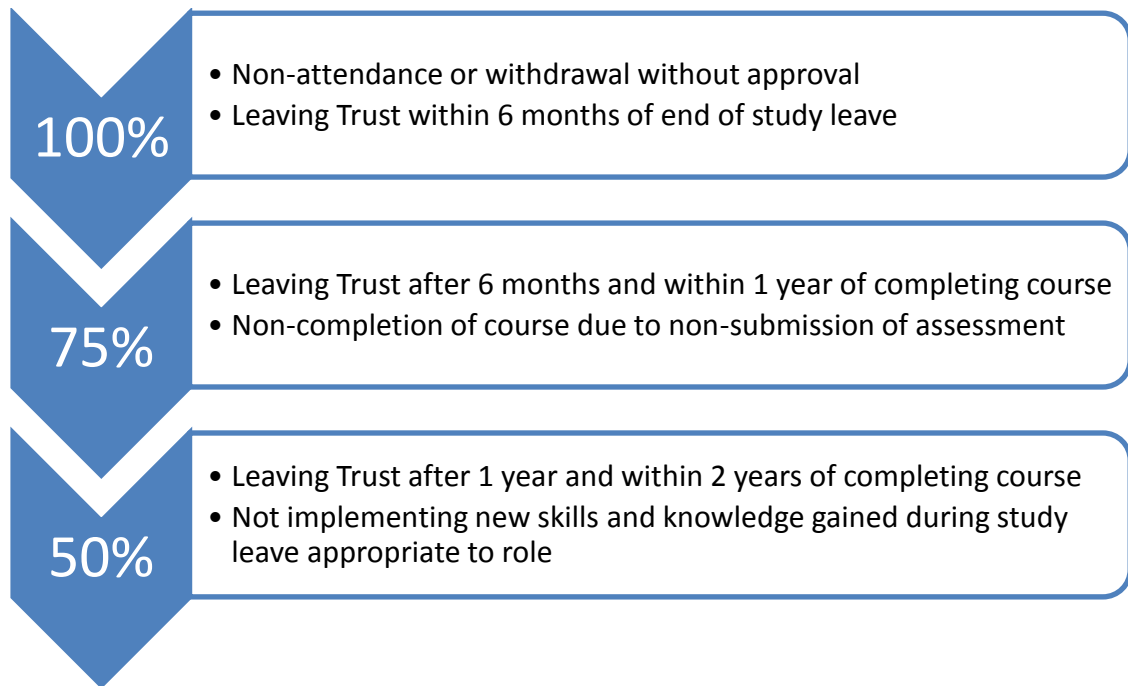 100%
• Non-attendance or withdrawal without approval
• Leaving Trust within 6 months of end of study leave
75%
• Leaving Trust after 6 months and within 1 year of completing course
• Non-completion of course due to non-submission of assessment
50%
• Leaving Trust after 1 year and within 2 years of completing course
• Not implementing new skills and knowledge gained during study
leave appropriate to role